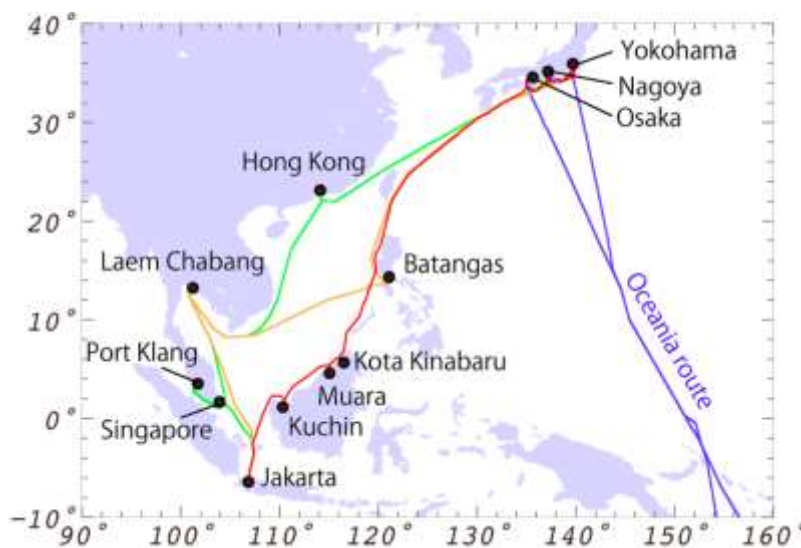 40°
Yokohama
Nagoya
30°
Osaka
Hong Kong
20°
Laem Chabang
Batangas
10°
Port Klang
Kota Kinabaru
Oceania route
Muara
0°
Singapore
Kuchin
Jakarta
-10°
90° 100° 110° 120° 130° 140° 150° 160°